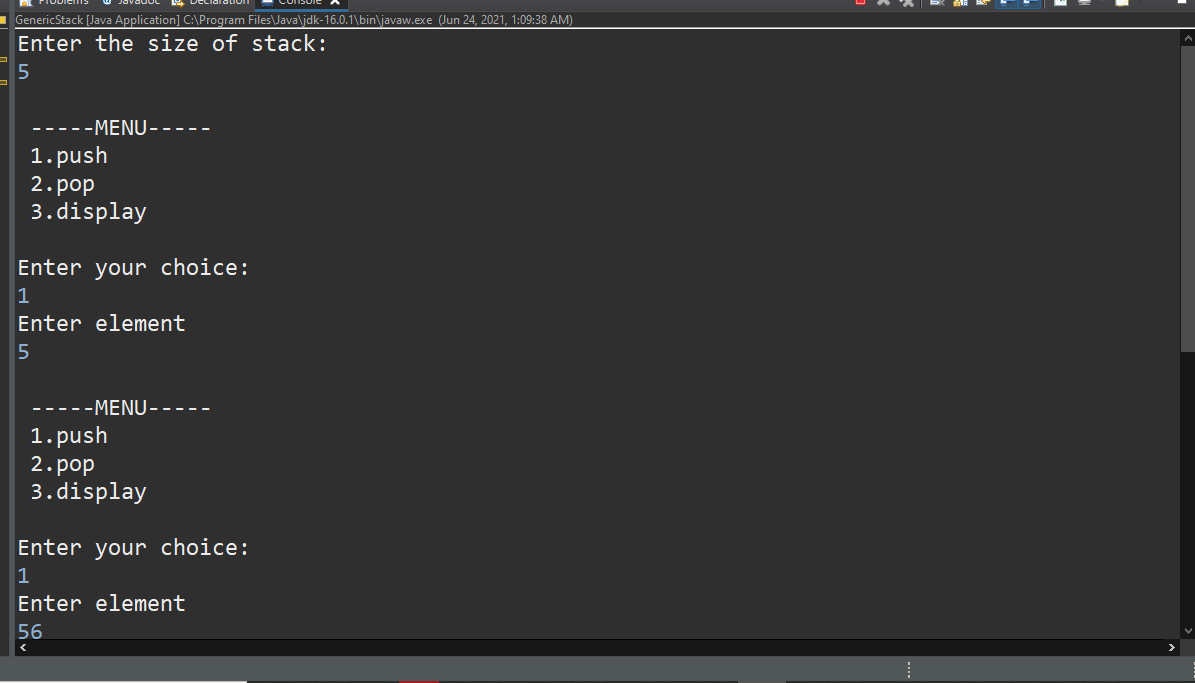 Problems Javadoc Declaration Console
GenericStack [Java Application] C:\Program Files\Java\jdk-16.0.1\bin\javaw.exe (Jun 24, 2021, 1:09:38 AM)
Enter the size of stack:
5
-----MENU-----
1.push
2.pop
3.display
Enter your choice:
1
Enter element
5
-----MENU-----
1.push
2.pop
3.display
Enter your choice:
1
Enter element
56